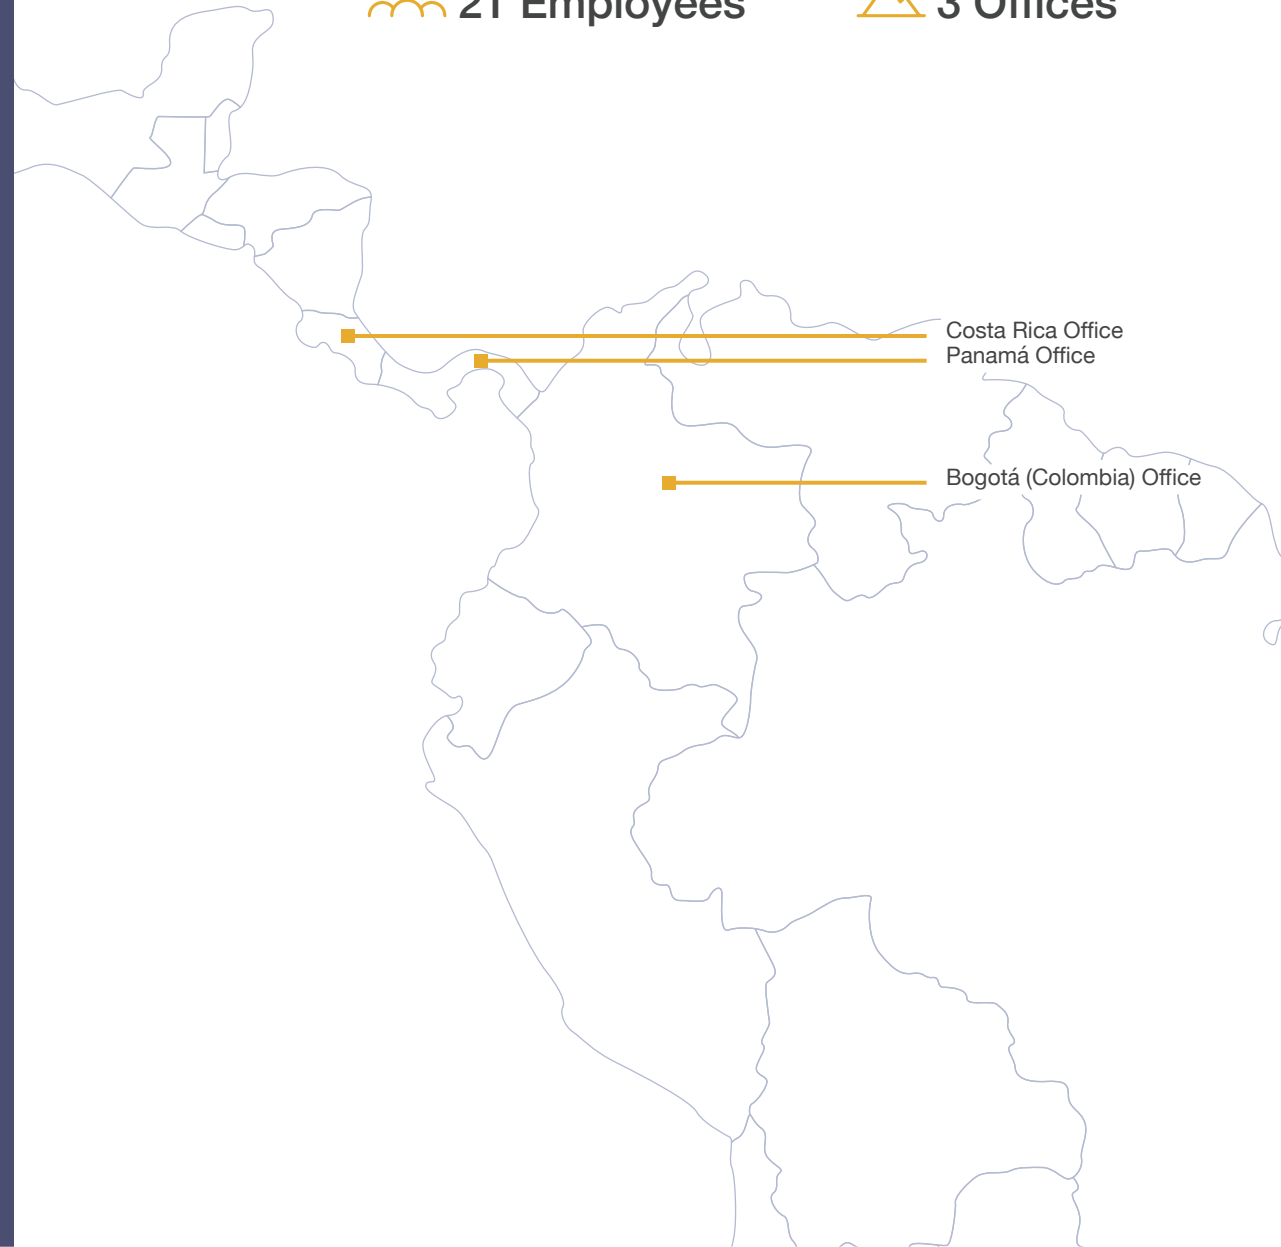 21 Employees
3 Offices
Costa Rica Office
Panamá Office
Bogotá (Colombia) Office